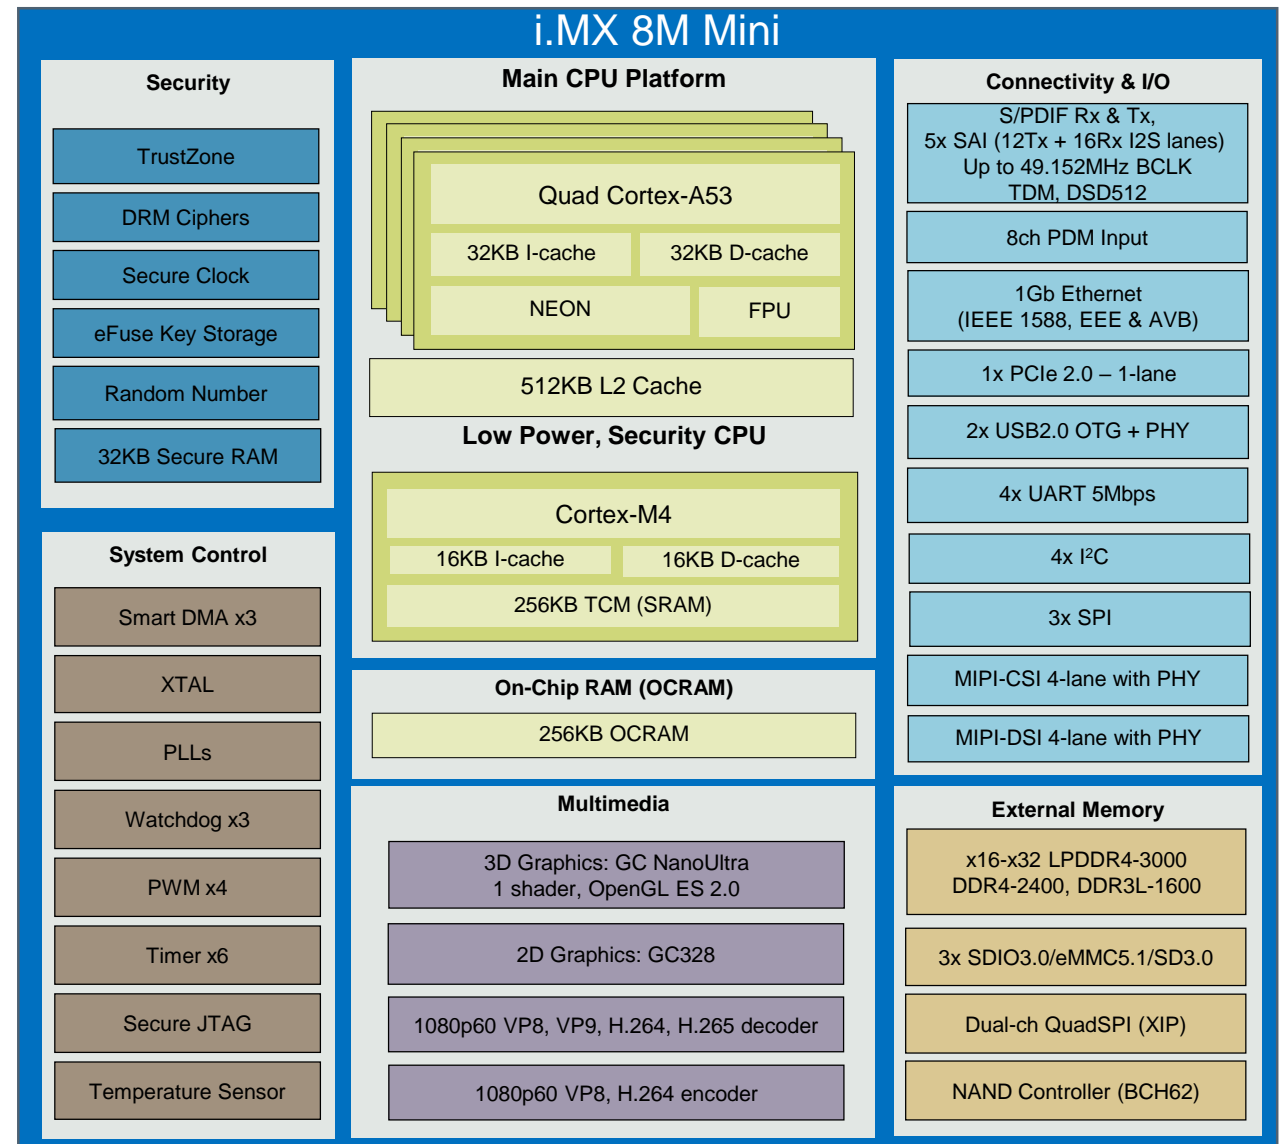 i.MX 8M Mini
Security
TrustZone
DRM Ciphers
Secure Clock
eFuse Key Storage
Random Number
32KB Secure RAM
System Control
Smart DMA x3
XTAL
PLLs
Watchdog x3
PWM x4
Timer x6
Secure JTAG
Temperature Sensor
Main CPU Platform
Quad Cortex-A53
32KB I-cache
32KB D-cache
NEON
FPU
512KB L2 Cache
Low Power, Security CPU
Cortex-M4
16KB I-cache
16KB D-cache
256KB TCM (SRAM)
On-Chip RAM (OCRAM)
256KB OCRAM
Multimedia
3D Graphics: GC NanoUltra
1 shader, OpenGL ES 2.0
2D Graphics: GC328
1080p60 VP8, VP9, H.264, H.265 decoder
1080p60 VP8, H.264 encoder
Connectivity & I/O
S/PDIF Rx & Tx,
5x SAI (12Tx + 16Rx I2S lanes)
Up to 49.152MHz BCLK
TDM, DSD512
8ch PDM Input
1Gb Ethernet
(IEEE 1588, EEE & AVB)
1x PCIe 2.0 – 1-lane
2x USB2.0 OTG + PHY
4x UART 5Mbps
4x I²C
3x SPI
MIPI-CSI 4-lane with PHY
MIPI-DSI 4-lane with PHY
External Memory
x16-x32 LPDDR4-3000
DDR4-2400, DDR3L-1600
3x SDIO3.0/eMMC5.1/SD3.0
Dual-ch QuadSPI (XIP)
NAND Controller (BCH62)